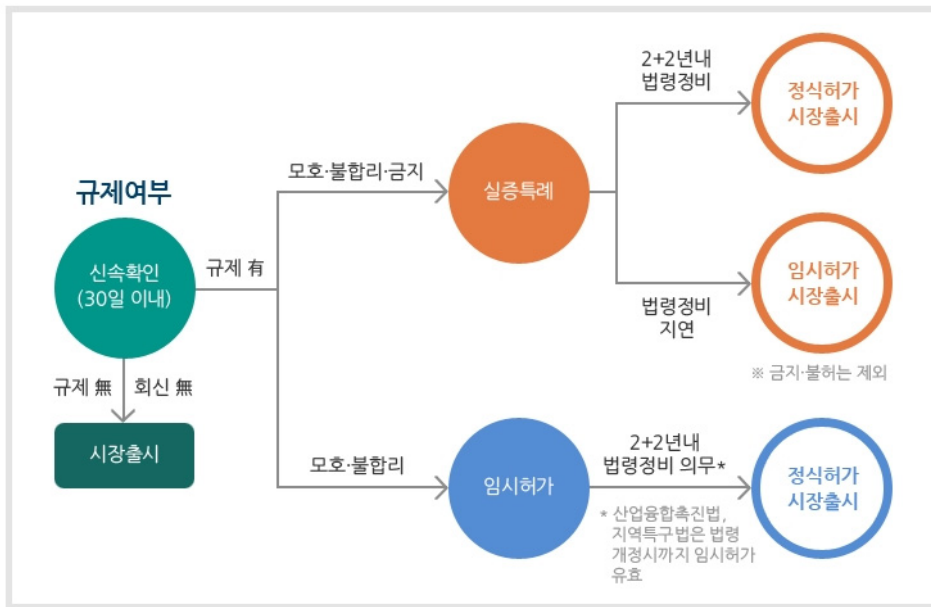 규제여부
신속확인
(30일 이내)
규제 無
회신 無
시장출시
규제 有
모호·불합리·금지
실증특례
2+2년내
법령정비
정식허가
시장출시
법령정비
지연
임시허가
시장출시
※ 금지·불허는 제외
모호·불합리
임시허가
2+2년내
법령정비 의무*
* 산업융합촉진법,
지역특구법은 법령
개정시까지 임시허가
유효
정식허가
시장출시